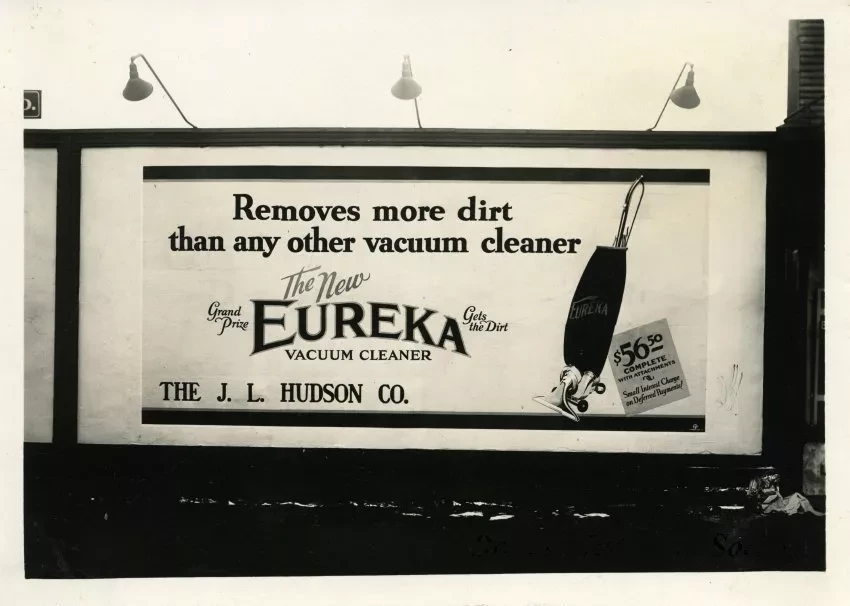 O.
Removes more dirt
than any other vacuum cleaner
The New
Grand
Prize
EUREKA
Gets
the Dirt
VACUUM CLEANER
THE J. L. HUDSON CO.
EUREKA
$56.50
COMPLETE
WITH ATTACHMENTS
Small Interest Charge
on Deferred Payments!
So.